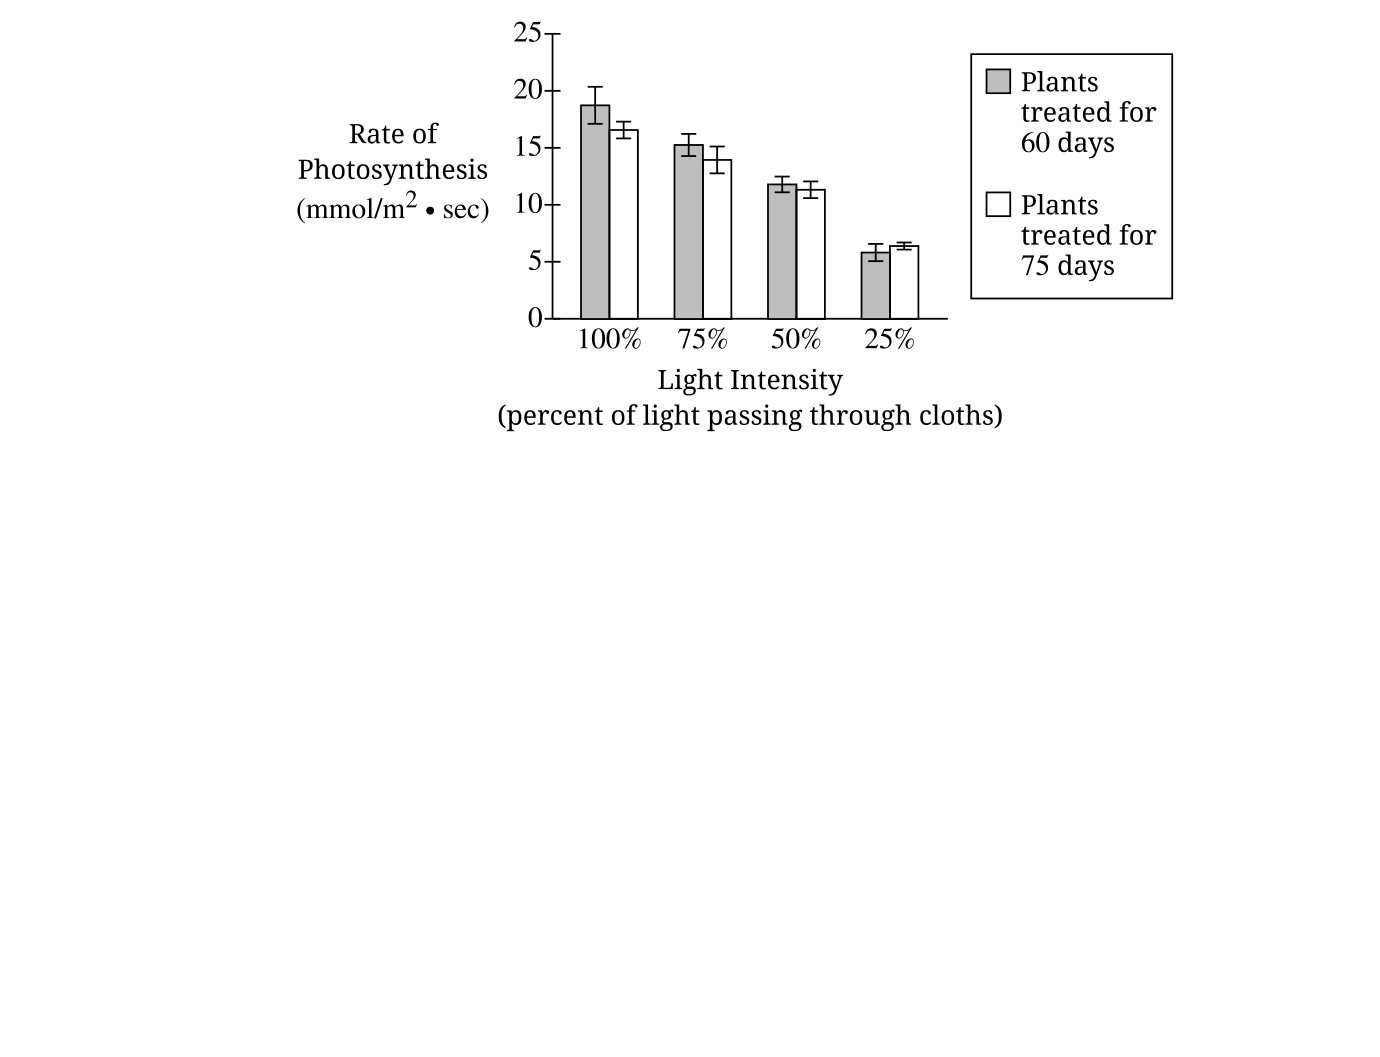 25
20
15
10
5
0
Rate of
Photosynthesis
(mmol/m² • sec)
100% 75% 50% 25%
Light Intensity
(percent of light passing through cloths)
Plants
treated for
60 days
Plants
treated for
75 days